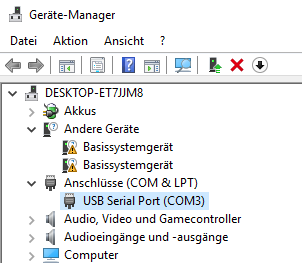 Geräte-Manager
Datei Aktion Ansicht ?
DESKTOP-ET7JJM8
Akkus
Andere Geräte
Basissystemgerät
Basissystemgerät
Anschlüsse (COM & LPT)
USB Serial Port (COM3)
Audio, Video und Gamecontroller
Audioeingänge und -ausgänge
Computer